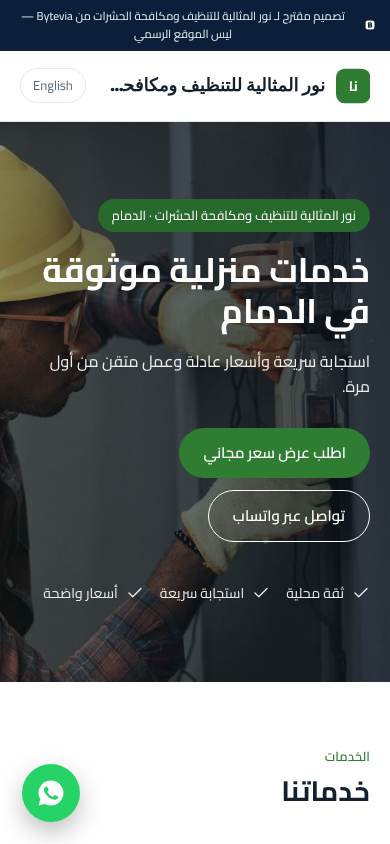 تصميم مقترح لـ نور المثالية للتنظيف ومكافحة الحشرات من Bytevia —
ليس الموقع الرسمي
B
نا
نور المثالية للتنظيف ومكافحـ...
English
نور المثالية للتنظيف ومكافحة الحشرات · الدمام
خدمات منزلية موثوقة
في الدمام
استجابة سريعة وأسعار عادلة وعمل متقن من أول
مرة.
اطلب عرض سعر مجاني
تواصل عبر واتساب
ثقة محلية
استجابة سريعة
أسعار واضحة
الخدمات
خدماتنا